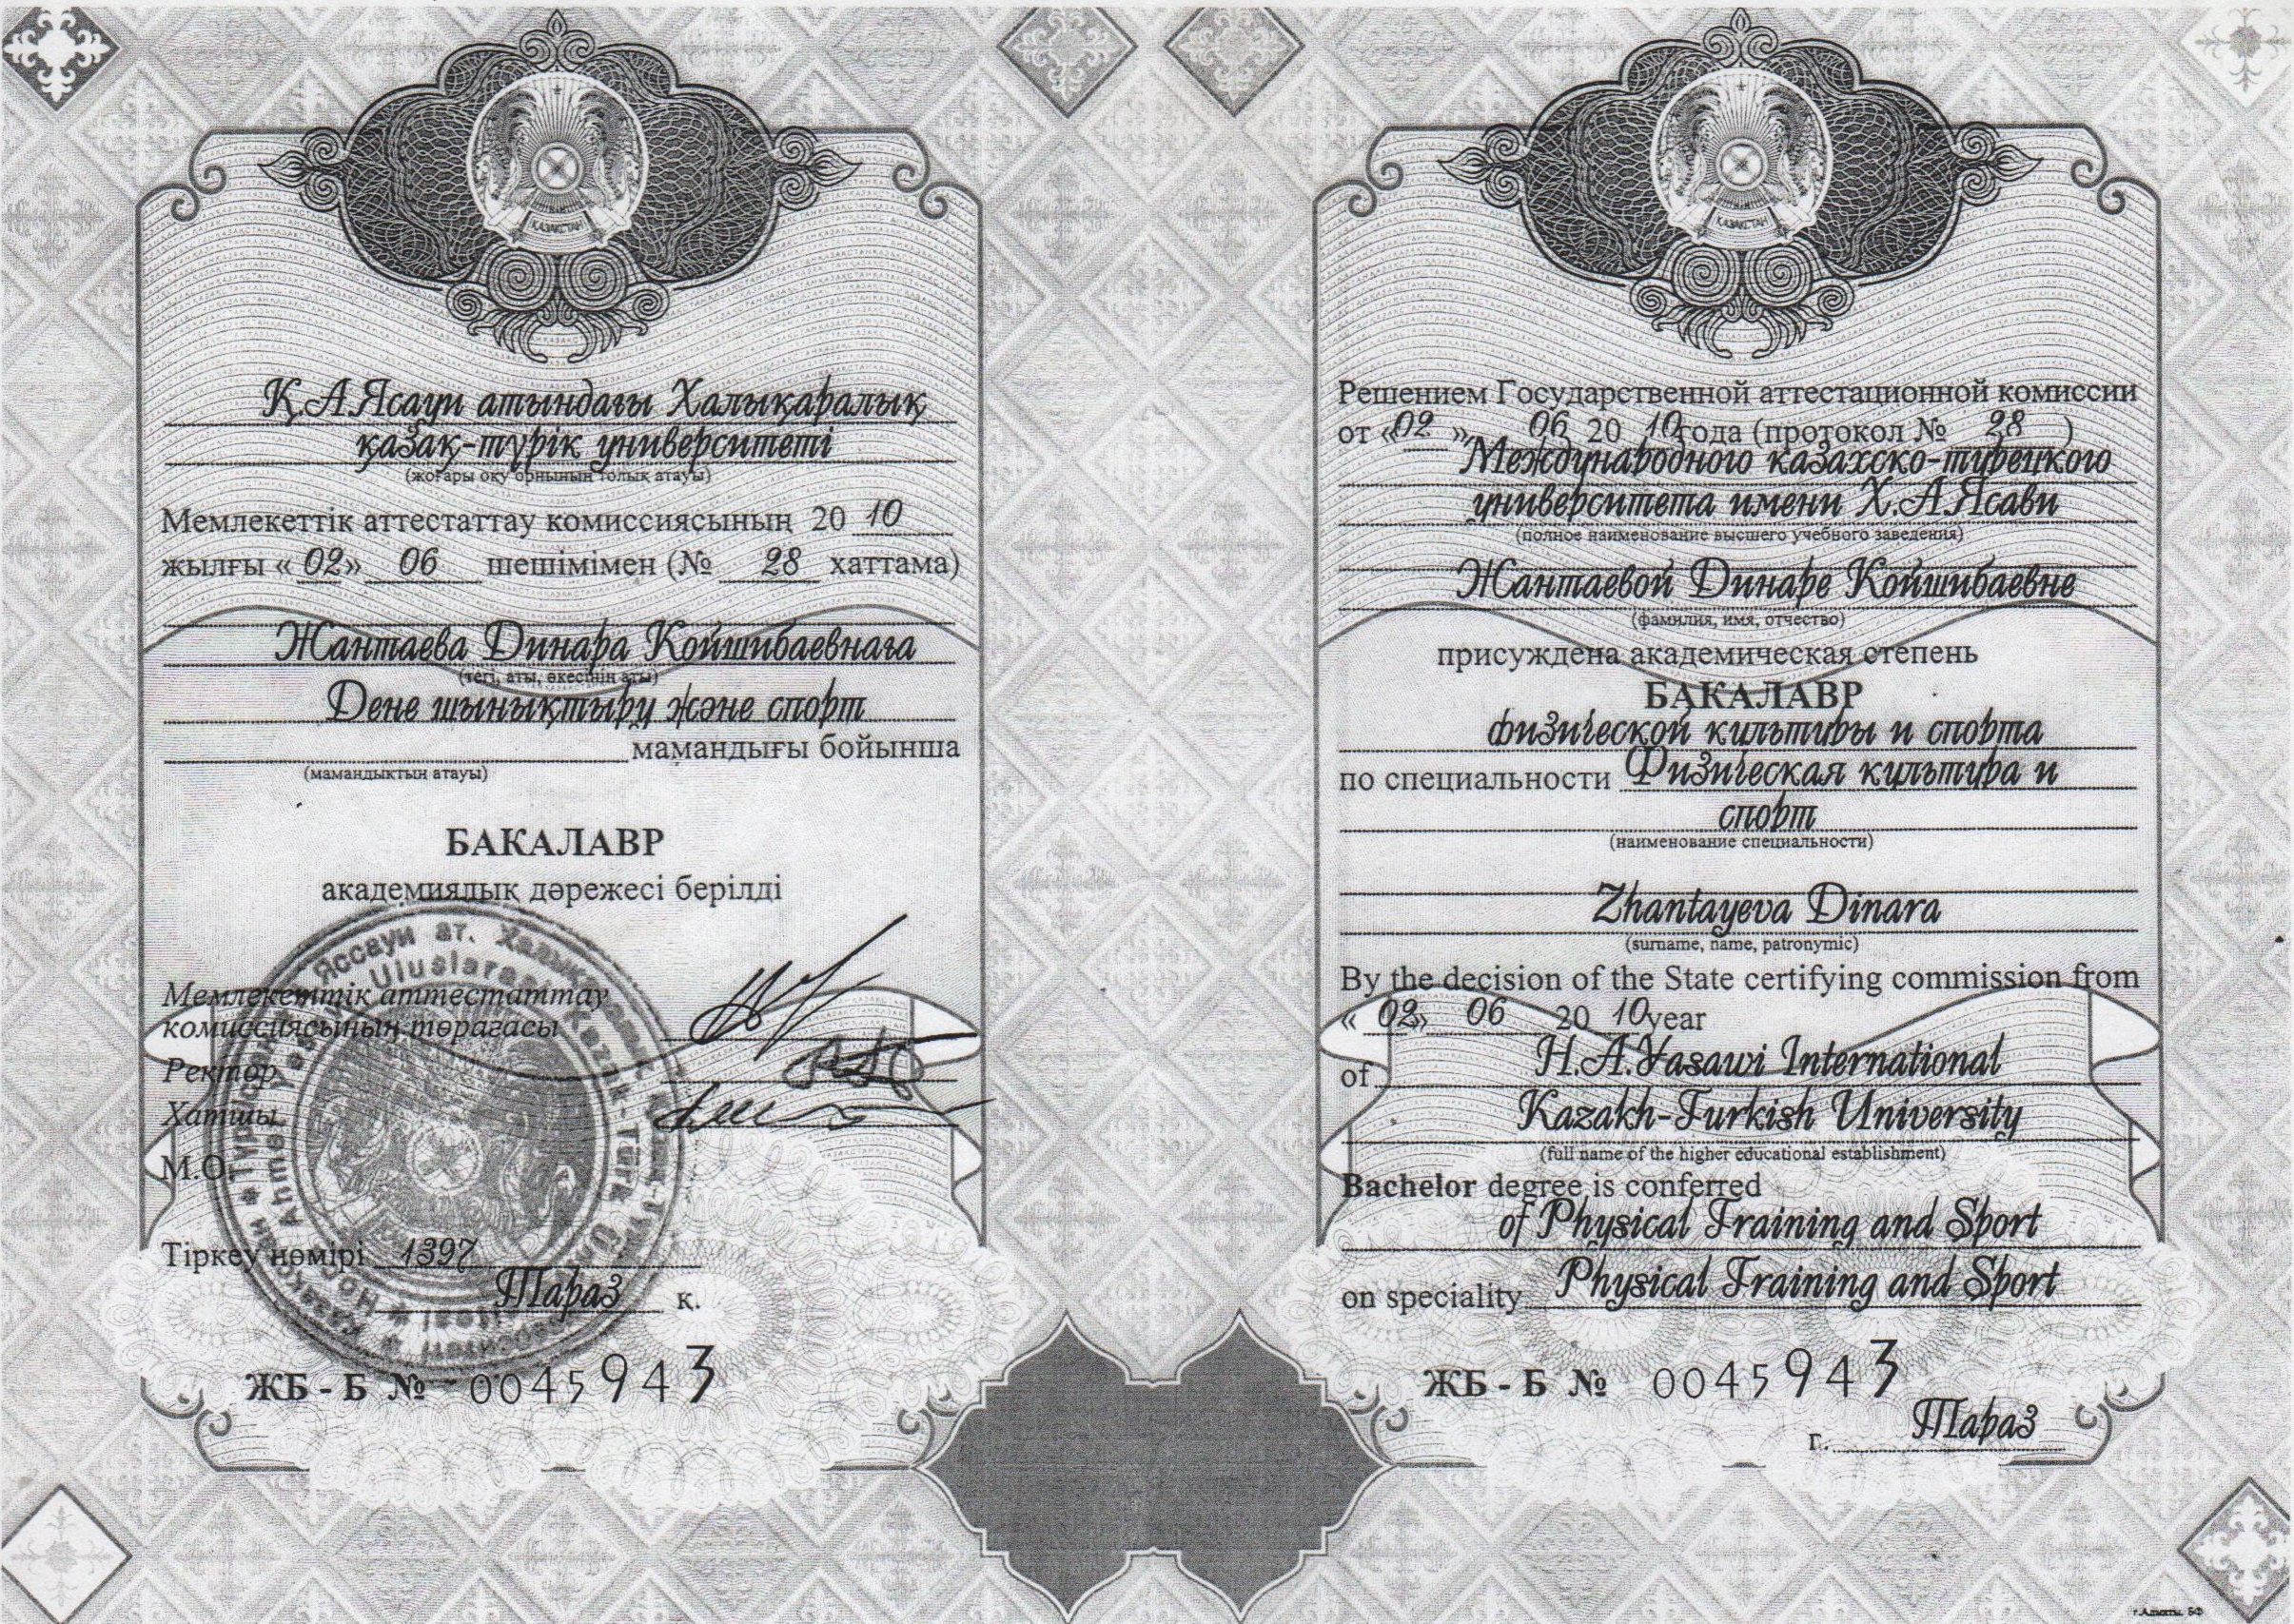 Қ.А.Ясауи атындағы Халықаралық
қазақ-түрік университеті
(жоғары оқу орнының толық атауы)
Мемлекеттік аттестаттау комиссиясының 20 10
жылғы « 02» 06 шешімімен (№ 28 хаттама)
Жантаева Динара Койшибаевнаға
(тегі, аты, әкесінің аты)
Дене шынықтыру және спорт
мамандығы бойынша
(мамандықтың атауы)
БАКАЛАВР
академиялық дәрежесі берілді
Мемлекеттік аттестаттау
комиссиясының төрағасы
Ректор
Хатшы
М.О.
Тіркеу нөмірі 1397
Тараз қ.
ЖБ - Б № 0045943
Решением Государственной аттестационной комиссии
от «02 » 06 20 10года (протокол № 28 )
Международного казахско-турецкого
университета имени Х.А.Ясави
(полное наименование высшего учебного заведения)
Жантаевой Динаре Койшибаевне
(фамилия, имя, отчество)
присуждена академическая степень
БАКАЛАВР
физической культуры и спорта
по специальности Физическая культура и
спорт
(наименование специальности)
Zhantayeva Dinara
(surname, name, patronymic)
By the decision of the State certifying commission from
« 02» 06 20 10year
of H.A.Yasawi International
Kazakh-Turkish University
(full name of the higher educational establishment)
Bachelor degree is conferred
of Physical Training and Sport
on speciality Physical Training and Sport
ЖБ - Б № 0045943
г. Тараз